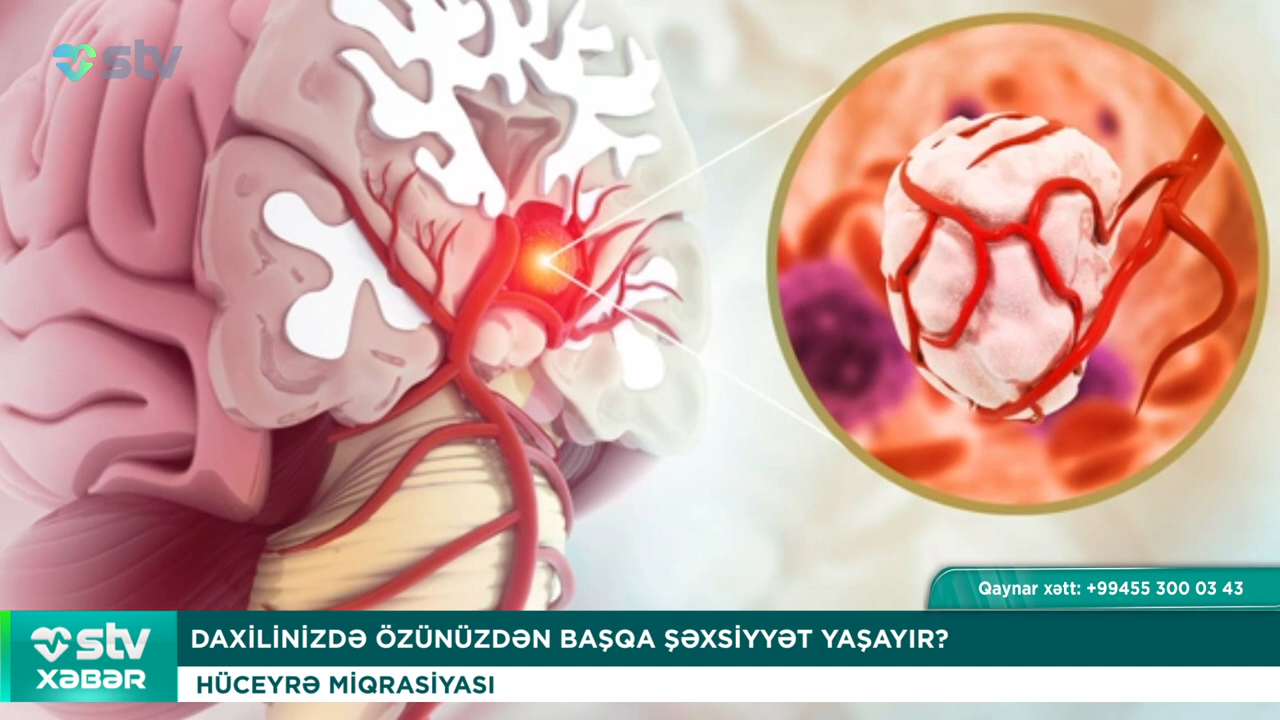 stv
Qaynar xətt: +99455 300 03 43
stv
XƏBƏR
DAXİLİNİZDƏ ÖZÜNÜZDƏN BAŞQA ŞƏXSİYYƏT YAŞAYIR?
HÜCEYRƏ MİQRASİYASI